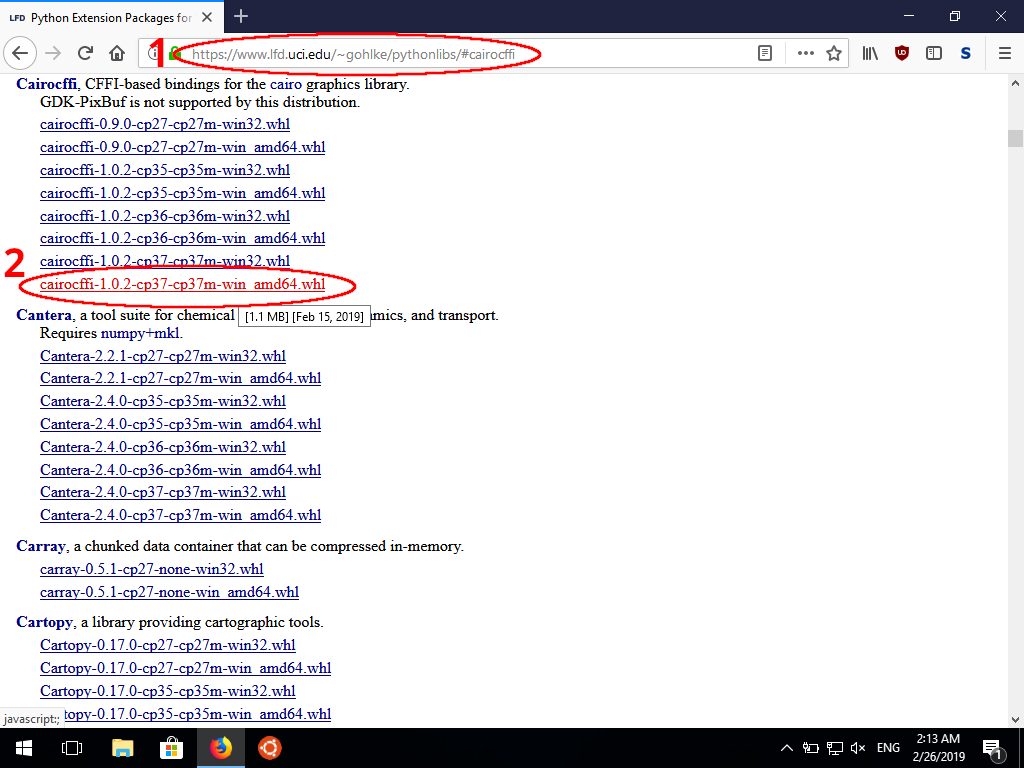 LFD Python Extension Packages for
1 https://www.lfd.uci.edu/~gohlke/pythonlibs/#cairocffi
UD S
Cairocffi, CFFI-based bindings for the cairo graphics library.
GDK-PixBuf is not supported by this distribution.
cairocffi-0.9.0-cp27-cp27m-win32.whl
cairocffi-0.9.0-cp27-cp27m-win_amd64.whl
cairocffi-1.0.2-cp35-cp35m-win32.whl
cairocffi-1.0.2-cp35-cp35m-win_amd64.whl
cairocffi-1.0.2-cp36-cp36m-win32.whl
cairocffi-1.0.2-cp36-cp36m-win_amd64.whl
cairocffi-1.0.2-cp37-cp37m-win32.whl
2
cairocffi-1.0.2-cp37-cp37m-win_amd64.whl
Cantera, a tool suite for chemical [1.1 MB] [Feb 15, 2019] amics, and transport.
Requires numpy+mkl.
Cantera-2.2.1-cp27-cp27m-win32.whl
Cantera-2.2.1-cp27-cp27m-win_amd64.whl
Cantera-2.4.0-cp35-cp35m-win32.whl
Cantera-2.4.0-cp35-cp35m-win_amd64.whl
Cantera-2.4.0-cp36-cp36m-win32.whl
Cantera-2.4.0-cp36-cp36m-win_amd64.whl
Cantera-2.4.0-cp37-cp37m-win32.whl
Cantera-2.4.0-cp37-cp37m-win_amd64.whl
Carray, a chunked data container that can be compressed in-memory.
carray-0.5.1-cp27-none-win32.whl
carray-0.5.1-cp27-none-win_amd64.whl
Cartopy, a library providing cartographic tools.
Cartopy-0.17.0-cp27-cp27m-win32.whl
Cartopy-0.17.0-cp27-cp27m-win_amd64.whl
Cartopy-0.17.0-cp35-cp35m-win32.whl
javascript:; topy-0.17.0-cp35-cp35m-win_amd64.whl
ENG 2:13 AM
2/26/2019 1